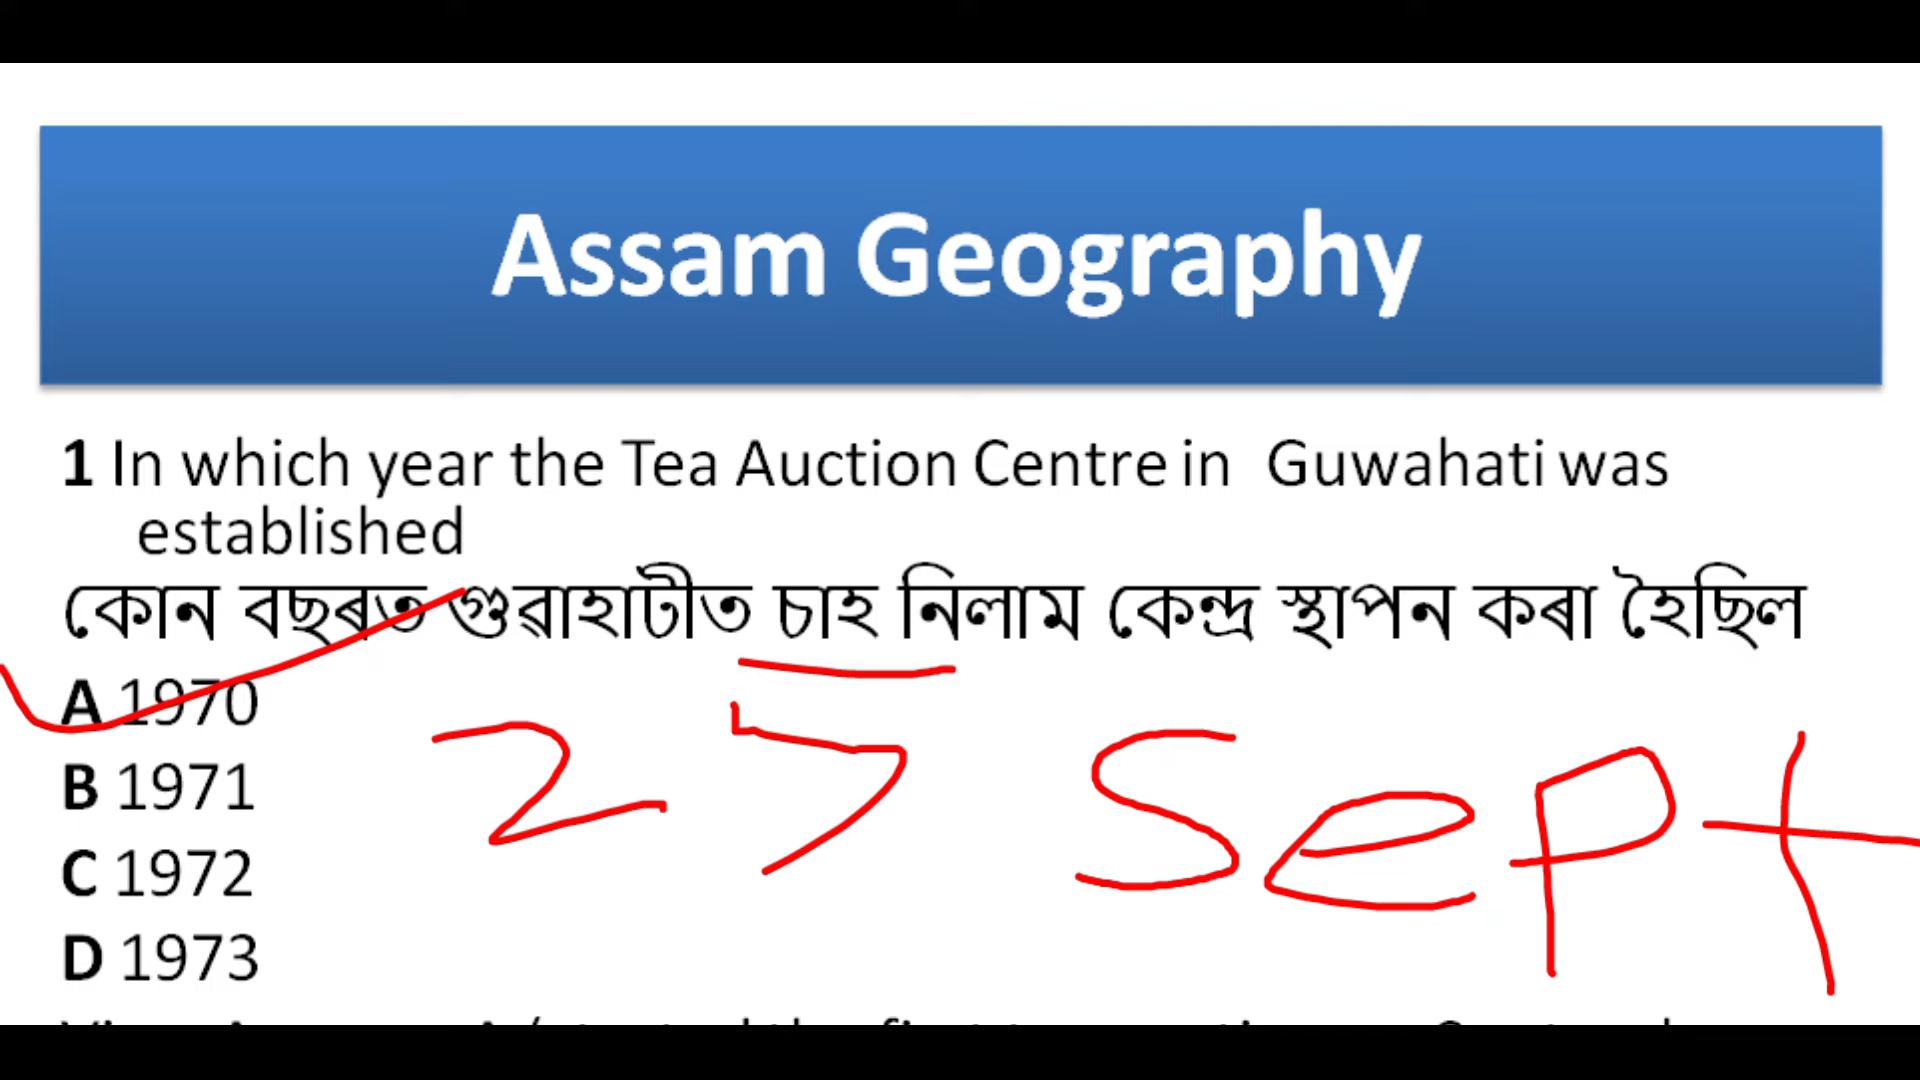 Assam Geography
1 In which year the Tea Auction Centre in Guwahati was
established
কোন বছৰত গুৱাহাটীত চাহ নিলাম কেন্দ্ৰ স্থাপন কৰা হৈছিল
A 1970
B 1971
C 1972
D 1973
27 Sept